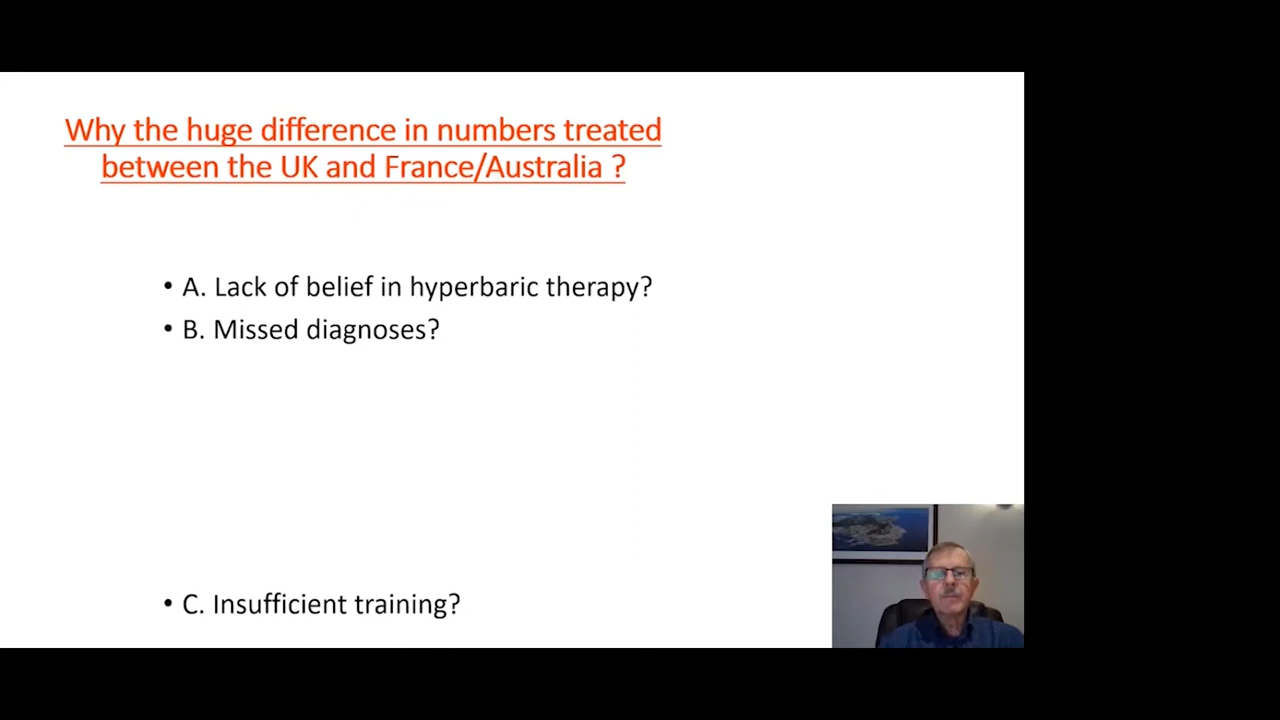 Why the huge difference in numbers treated
between the UK and France/Australia ?
• A. Lack of belief in hyperbaric therapy?
• B. Missed diagnoses?
• C. Insufficient training?